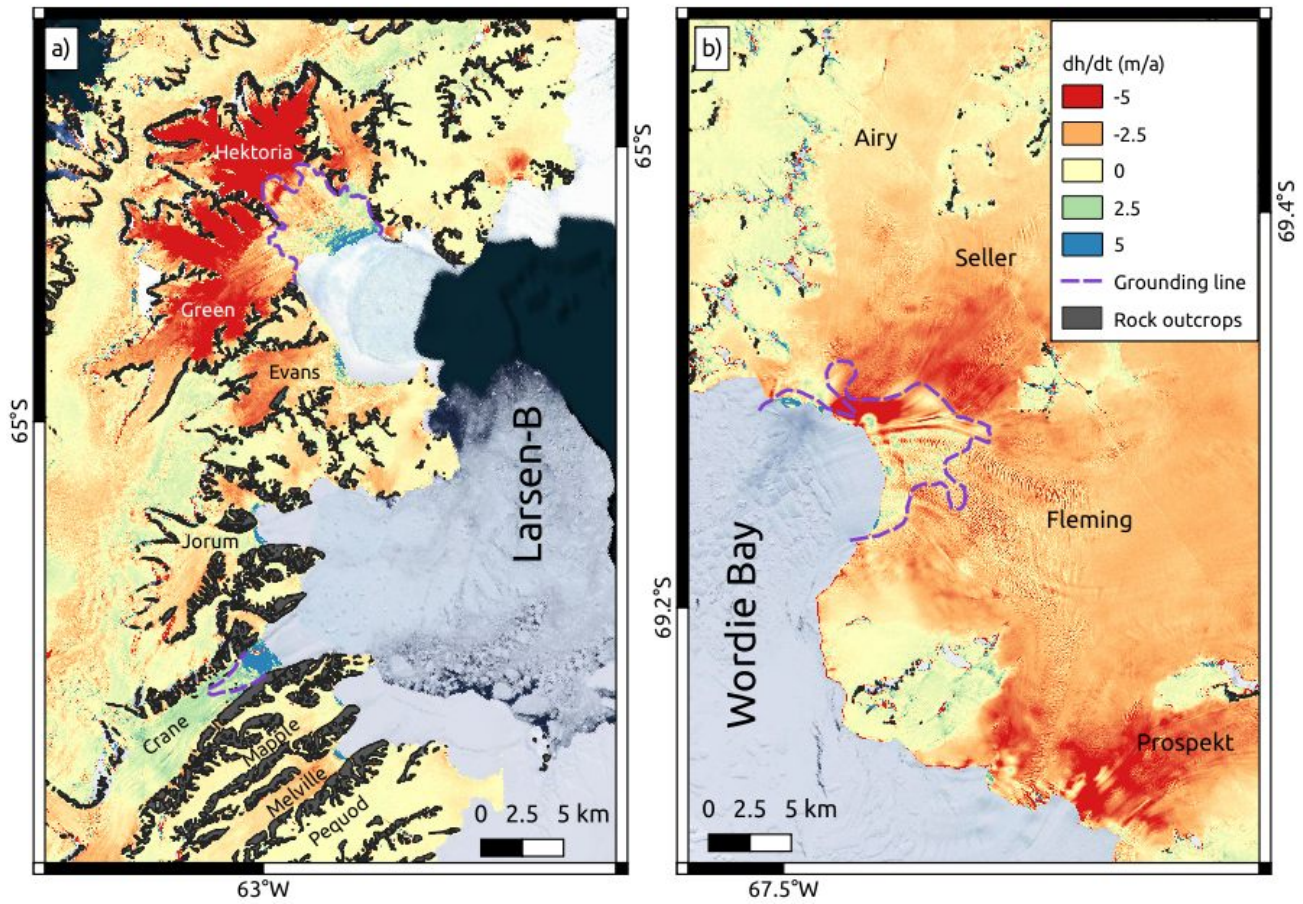 a)
Hektoria
Green
Evans
Jorum
Crane
Mapple
Melville
Pequod
Larsen-B
0 2.5 5 km
65°S
65°S
63°W
b)
Airy
Seller
Fleming
Prospekt
Wordie Bay
0 2.5 5 km
69.4°S
69.2°S
67.5°W
dh/dt (m/a)
-5
-2.5
0
2.5
5
Grounding line
Rock outcrops